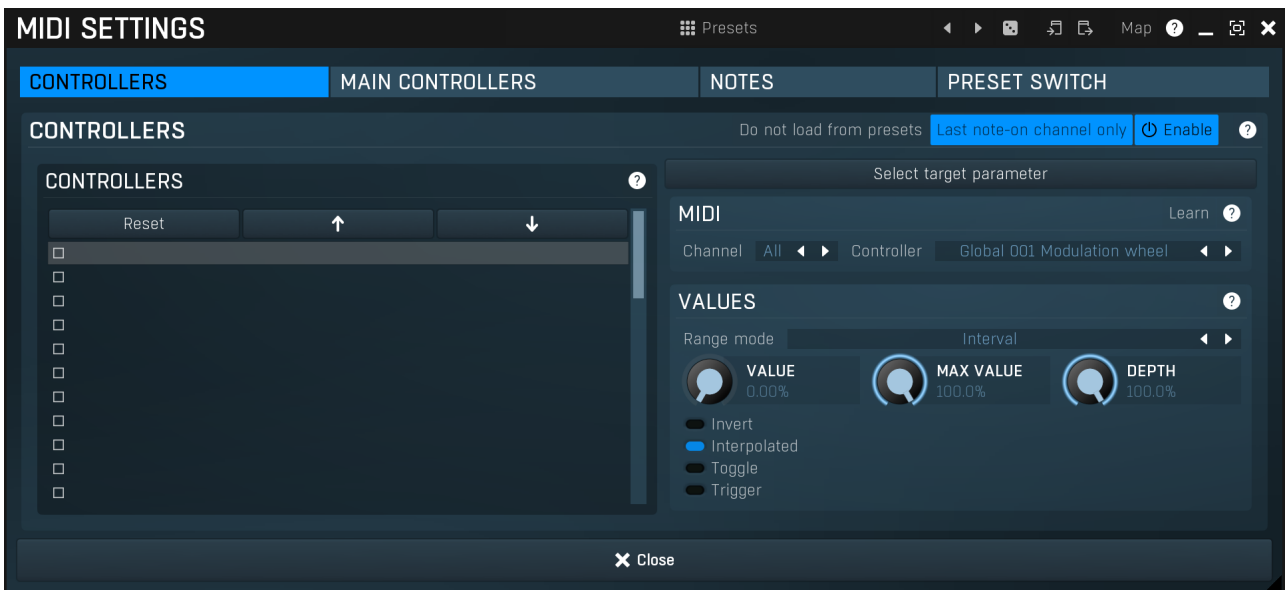 MIDI SETTINGS Presets Map ?
CONTROLLERS MAIN CONTROLLERS NOTES PRESET SWITCH
CONTROLLERS Do not load from presets Last note-on channel only Enable ?
CONTROLLERS ?
Reset
Select target parameter
MIDI Learn ?
Channel All Controller Global 001 Modulation wheel
VALUES ?
Range mode Interval
VALUE
0.00%
MAX VALUE
100.0%
DEPTH
100.0%
Invert
Interpolated
Toggle
Trigger
Close